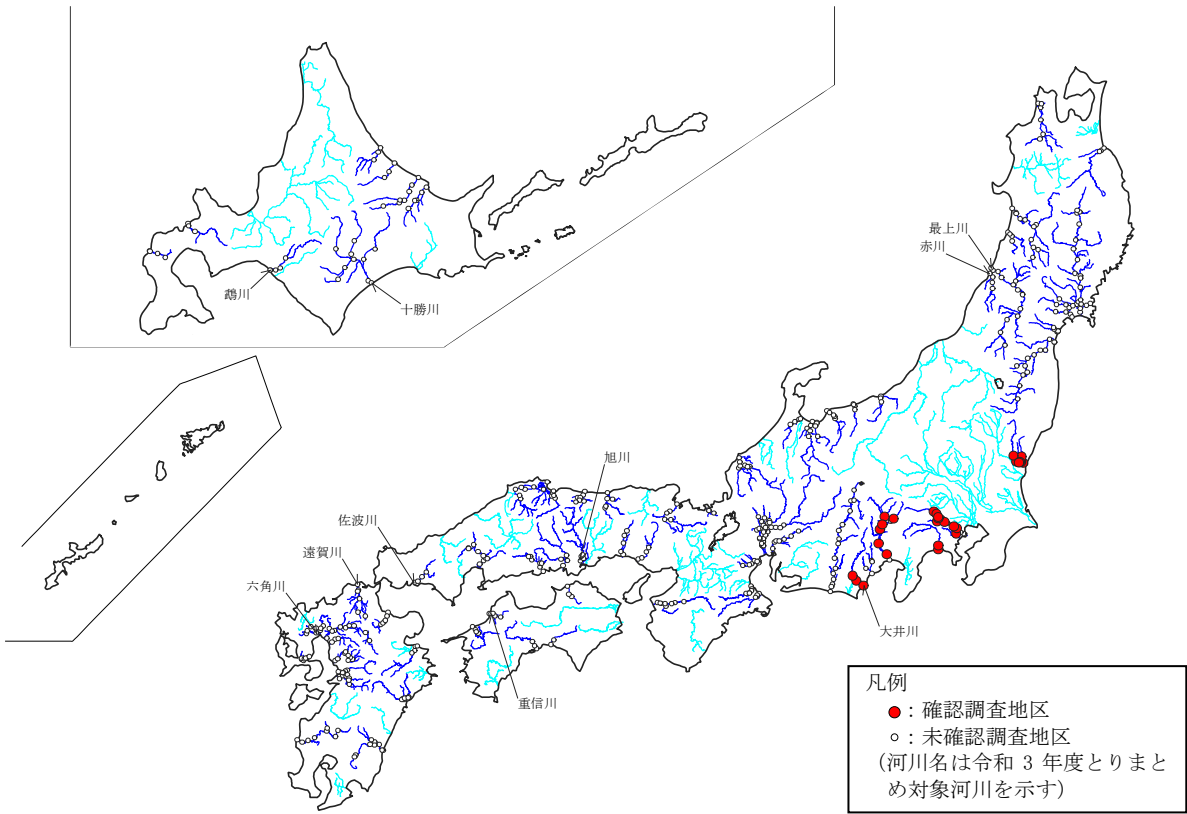 最上川
赤川
鵡川
十勝川
旭川
佐波川
遠賀川
六角川
大井川
重信川
凡例
：確認調査地区
：未確認調査地区
(河川名は令和 3 年度とりまと
め対象河川を示す)